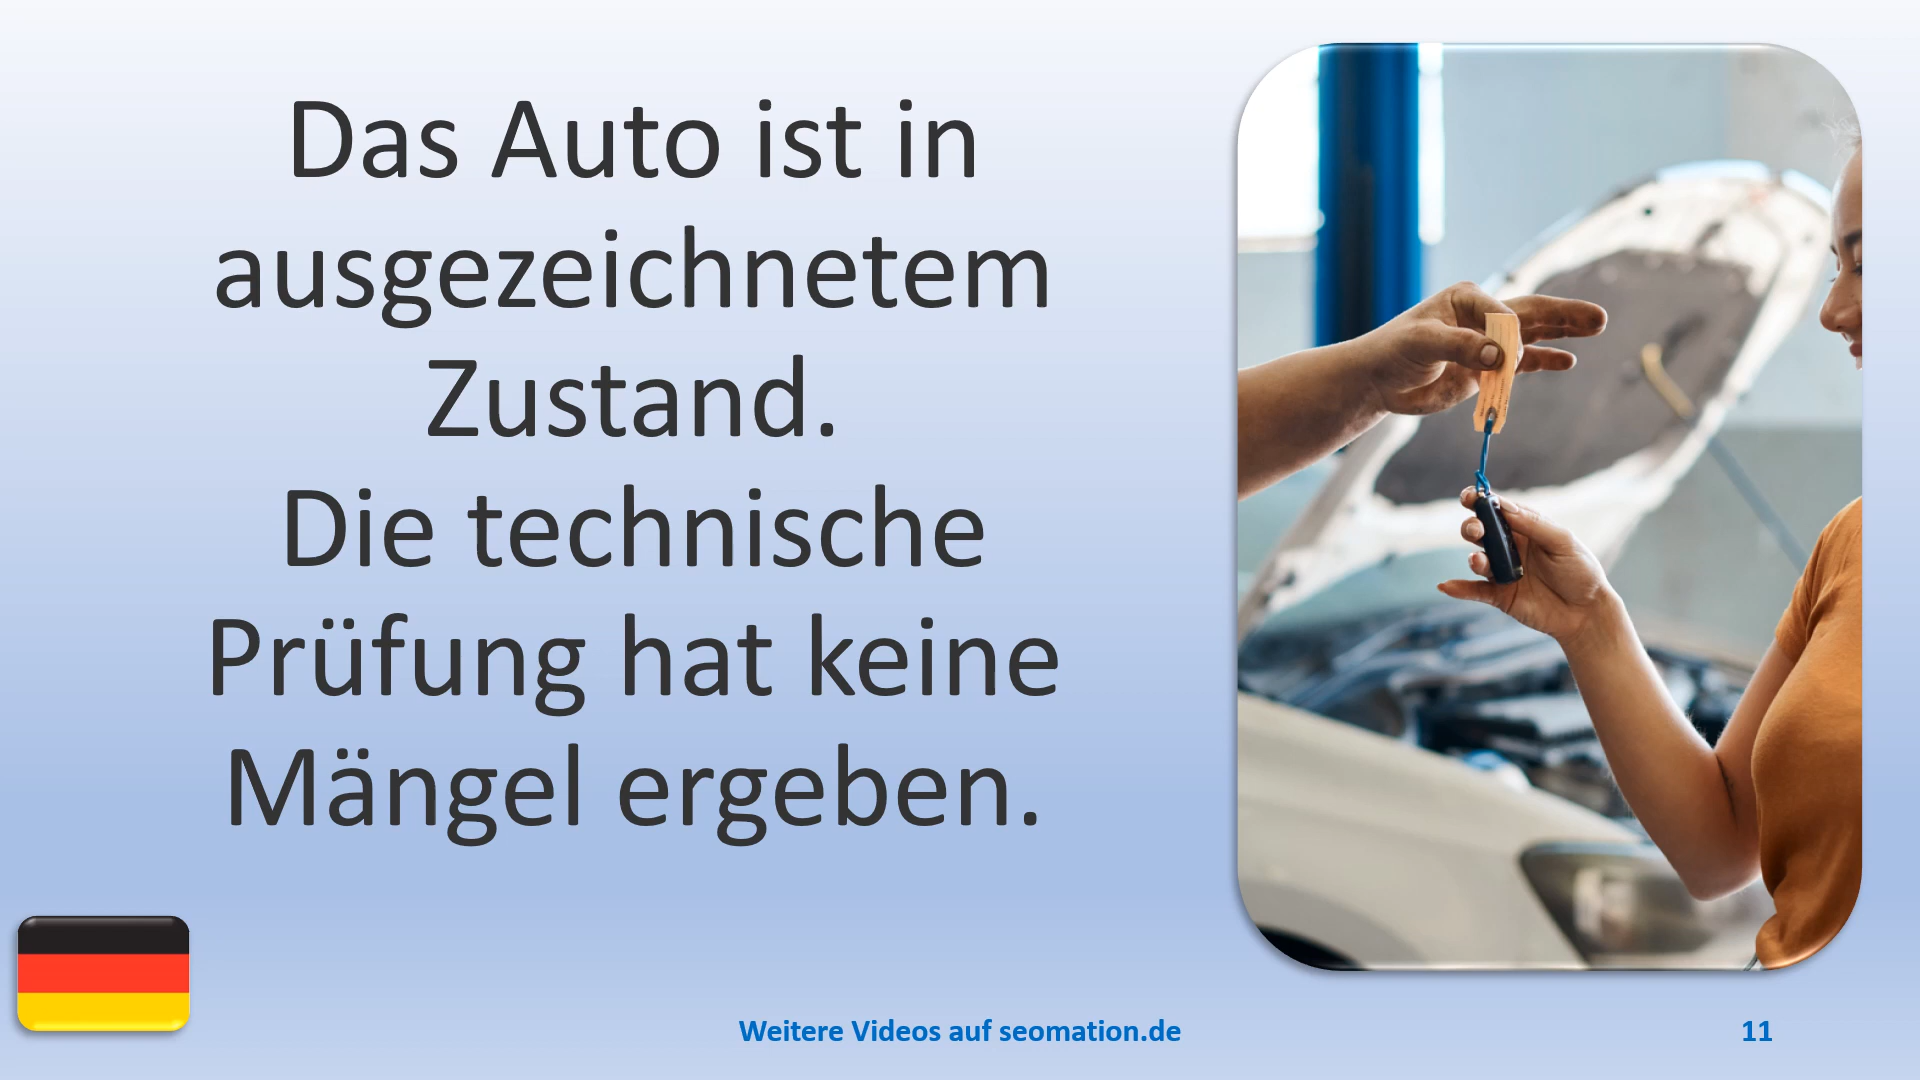 Das Auto ist in
ausgezeichnetem
Zustand.
Die technische
Prüfung hat keine
Mängel ergeben.
Weitere Videos auf seomation.de
11